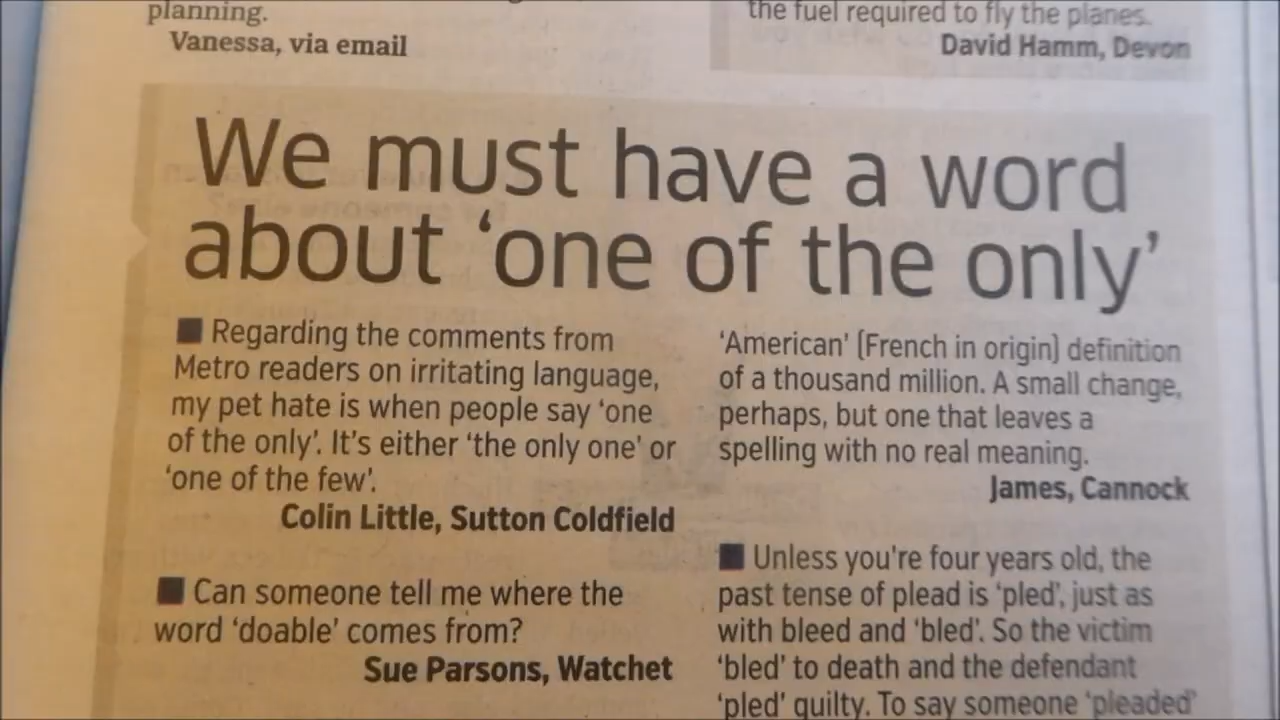 planning.
Vanessa, via email
the fuel required to fly the planes.
David Hamm, Devon
We must have a word
about ‘one of the only’
■ Regarding the comments from
Metro readers on irritating language,
my pet hate is when people say ‘one
of the only’. It’s either ‘the only one’ or
‘one of the few’.
Colin Little, Sutton Coldfield
■ Can someone tell me where the
word ‘doable’ comes from?
Sue Parsons, Watchet
‘American’ (French in origin) definition
of a thousand million. A small change,
perhaps, but one that leaves a
spelling with no real meaning.
James, Cannock
■ Unless you're four years old, the
past tense of plead is ‘pled’, just as
with bleed and ‘bled’. So the victim
‘bled’ to death and the defendant
‘pled’ guilty. To say someone ‘pleaded’